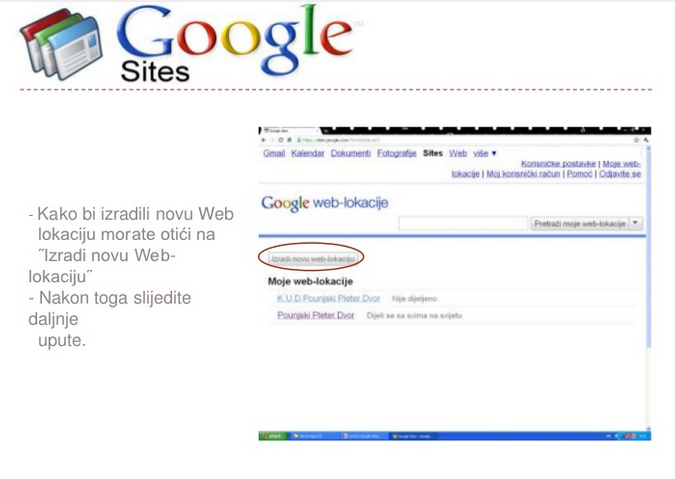 Google™
Sites
- Kako bi izradili novu Web
lokaciju morate otići na
˝Izradi novu Web-
lokaciju˝
- Nakon toga slijedite
daljnje
upute.
Gmail Kalendar Dokumenti Fotografije Sites Web više ▼
Korisničke postavke | Moje web-
lokacije | Moj korisnički račun | Pomoć | Odjavite se
Google web-lokacije
Pretraži moje web-lokacije
Izradi novu web-lokaciju
Moje web-lokacije
K.U.D Pounjski Pleter Dvor Nije dijeljeno
Pounjski Pleter Dvor Dijeli se sa svima na svijetu
start